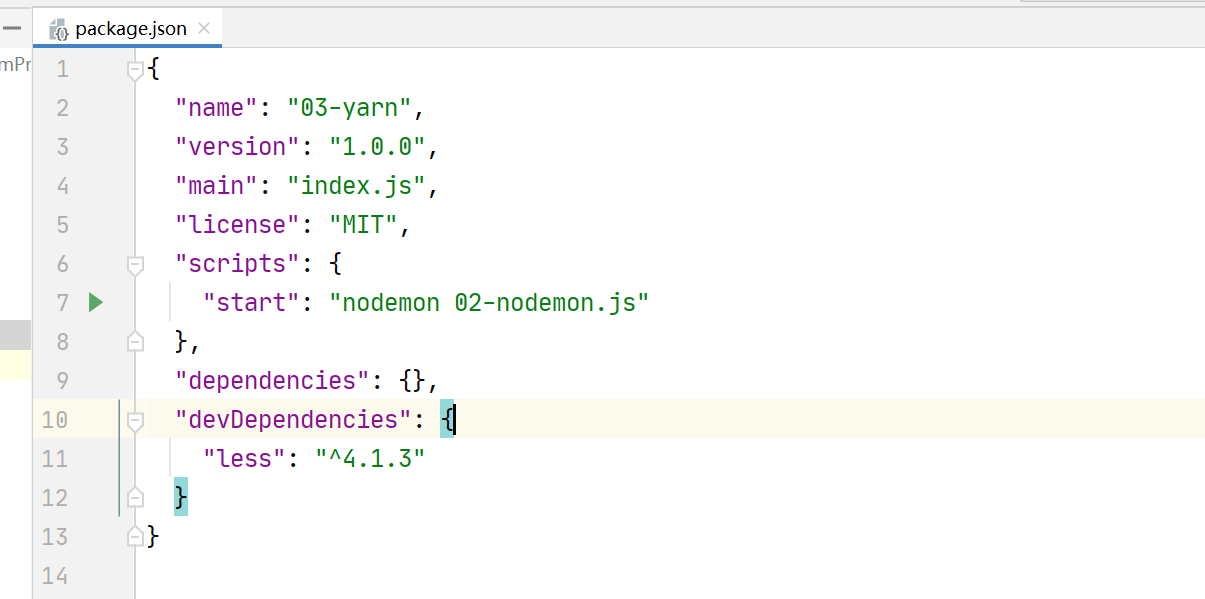 package.json
mPr
1 {
2 "name": "03-yarn",
3 "version": "1.0.0",
4 "main": "index.js",
5 "license": "MIT",
6 "scripts": {
7 "start": "nodemon 02-nodemon.js"
8 },
9 "dependencies": {},
10 "devDependencies": {
11 "less": "^4.1.3"
12 }
13 }
14